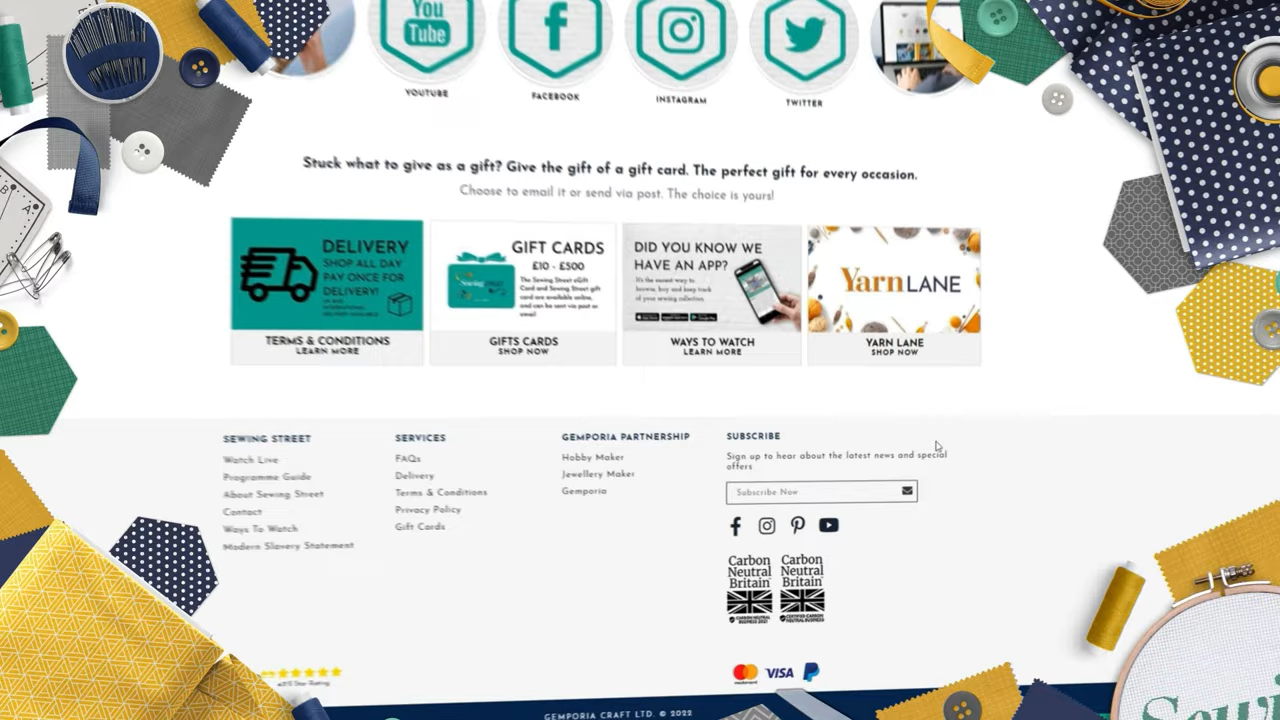 You
Tube
YOUTUBE
FACEBOOK
INSTAGRAM
TWITTER
Stuck what to give as a gift? Give the gift of a gift card. The perfect gift for every occasion.
Choose to email it or send via post. The choice is yours!
DELIVERY
SHOP ALL DAY
PAY ONCE FOR
DELIVERY!
TERMS & CONDITIONS
LEARN MORE
GIFT CARDS
£10 - £500
The Sewing Street eGift
Card and Sewing Street gift
card are available online,
and can be sent via post or
email
GIFTS CARDS
SHOP NOW
DID YOU KNOW WE
HAVE AN APP?
It's the easiest way to
browse, buy and keep track
of your sewing collection
WAYS TO WATCH
LEARN MORE
Yarn LANE
YARN LANE
SHOP NOW
SEWING STREET
Watch Live
Programme Guide
About Sewing Street
Contact
Ways To Watch
Modern Slavery Statement
SERVICES
FAQs
Delivery
Terms & Conditions
Privacy Policy
Gift Cards
GEMPORIA PARTNERSHIP
Hobby Maker
Jewellery Maker
Gemporia
SUBSCRIBE
Sign up to hear about the latest news and special
offers
Subscribe Now
Carbon
Neutral
Britain
Carbon
Neutral
Britain
VISA
GEMPORIA CRAFT LTD. © 2022